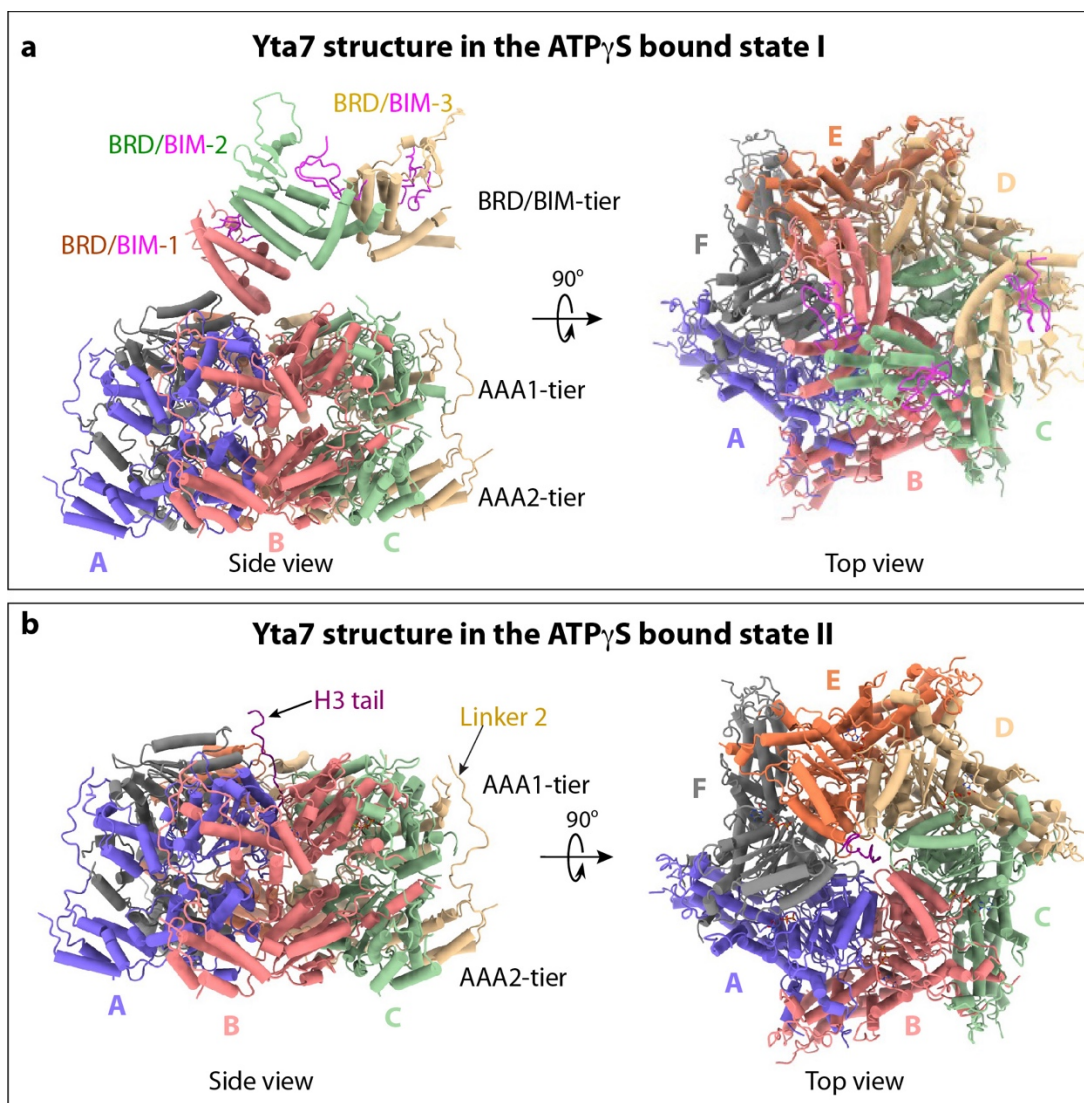 a
Yta7 structure in the ATPγS bound state I
BRD/BIM-3
BRD/BIM-2
BRD/BIM-1
BRD/BIM-tier
90°
AAA1-tier
AAA2-tier
A
B
C
Side view
E
D
F
A
C
B
Top view
b
Yta7 structure in the ATPγS bound state II
H3 tail
Linker 2
AAA1-tier
90°
AAA2-tier
A
B
C
Side view
E
D
F
C
A
B
Top view